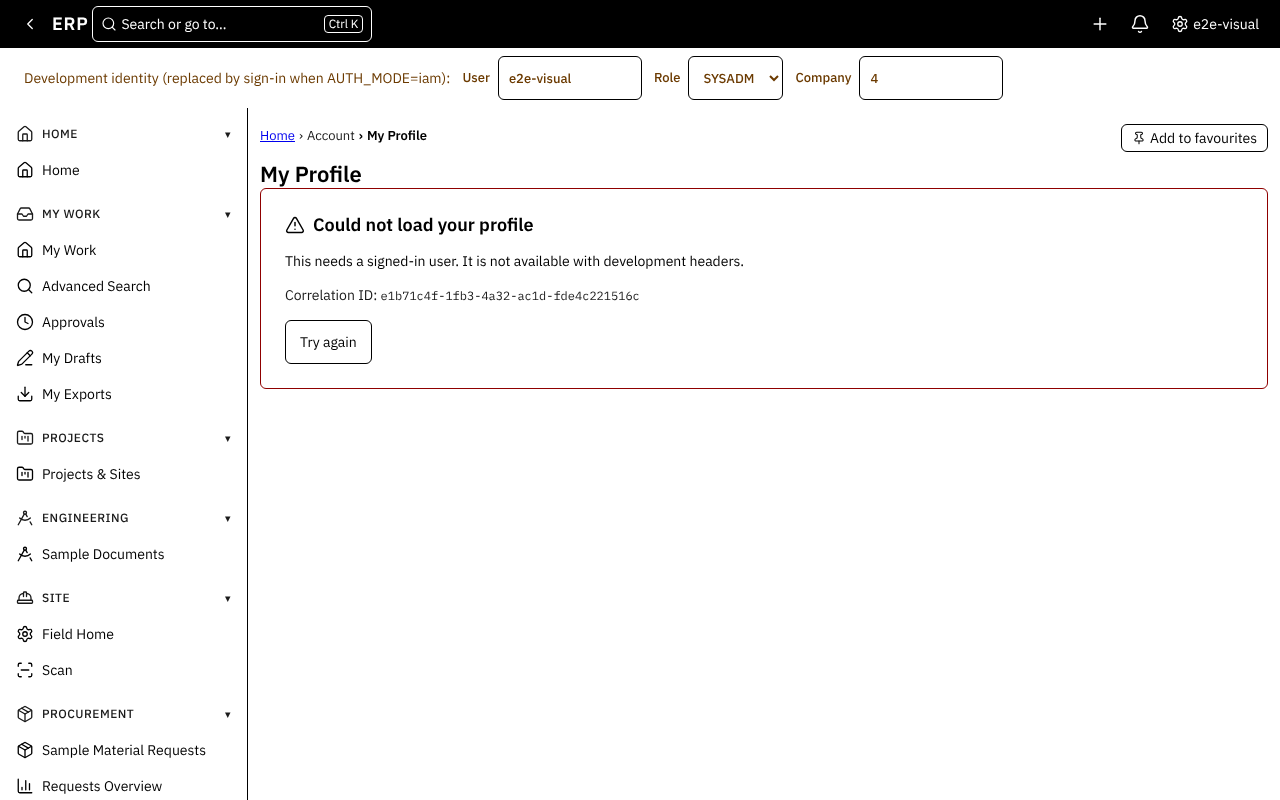 ERP
Search or go to...
Ctrl K
e2e-visual
Development identity (replaced by sign-in when AUTH_MODE=iam):
User
e2e-visual
Role
SYSADM
Company
4
HOME
Home
MY WORK
My Work
Advanced Search
Approvals
My Drafts
My Exports
PROJECTS
Projects & Sites
ENGINEERING
Sample Documents
SITE
Field Home
Scan
PROCUREMENT
Sample Material Requests
Requests Overview
Home › Account › My Profile
Add to favourites
My Profile
Could not load your profile
This needs a signed-in user. It is not available with development headers.
Correlation ID: e1b71c4f-1fb3-4a32-ac1d-fde4c221516c
Try again